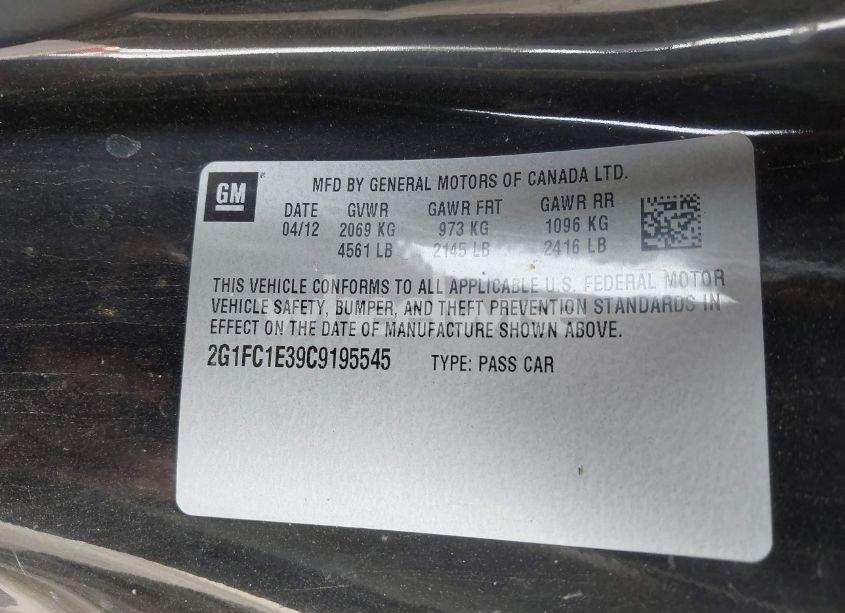 GM
MFD BY GENERAL MOTORS OF CANADA LTD.
DATE GVWR GAWR FRT GAWR RR
04/12 2069 KG 973 KG 1096 KG
4561 LB 2145 LB 2416 LB
THIS VEHICLE CONFORMS TO ALL APPLICABLE U.S. FEDERAL MOTOR
VEHICLE SAFETY, BUMPER, AND THEFT PREVENTION STANDARDS IN
EFFECT ON THE DATE OF MANUFACTURE SHOWN ABOVE.
2G1FC1E39C9195545 TYPE: PASS CAR